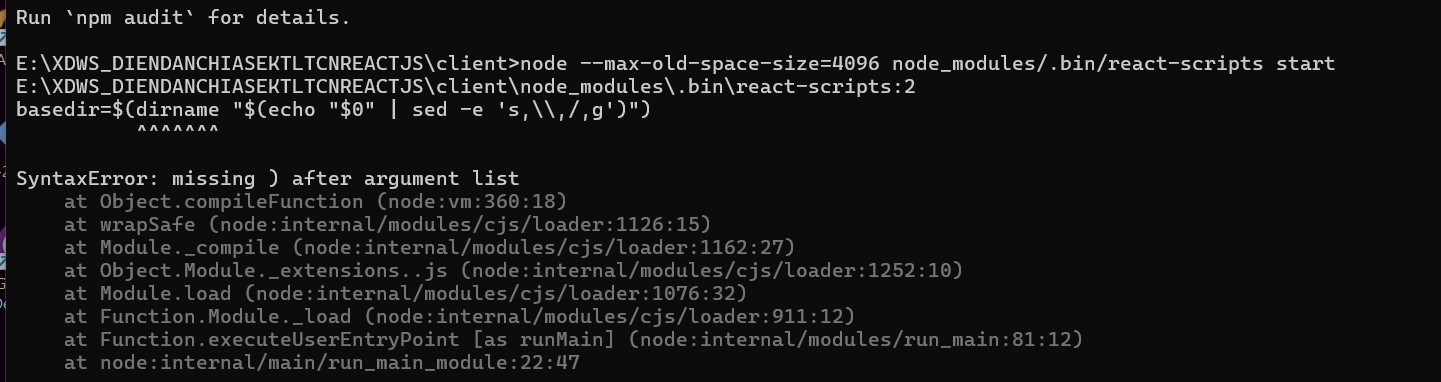 Run `npm audit` for details.
E:\XDWS_DIENDANCHIASEKTLTCNREACTJS\client>node --max-old-space-size=4096 node_modules/.bin/react-scripts start
E:\XDWS_DIENDANCHIASEKTLTCNREACTJS\client\node_modules\.bin\react-scripts:2
basedir=$(dirname "$(echo "$0" | sed -e 's,\\,/,g')")
^^^^^^^
SyntaxError: missing ) after argument list
at Object.compileFunction (node:vm:360:18)
at wrapSafe (node:internal/modules/cjs/loader:1126:15)
at Module._compile (node:internal/modules/cjs/loader:1162:27)
at Object.Module._extensions..js (node:internal/modules/cjs/loader:1252:10)
at Module.load (node:internal/modules/cjs/loader:1076:32)
at Function.Module._load (node:internal/modules/cjs/loader:911:12)
at Function.executeUserEntryPoint [as runMain] (node:internal/modules/run_main:81:12)
at node:internal/main/run_main_module:22:47